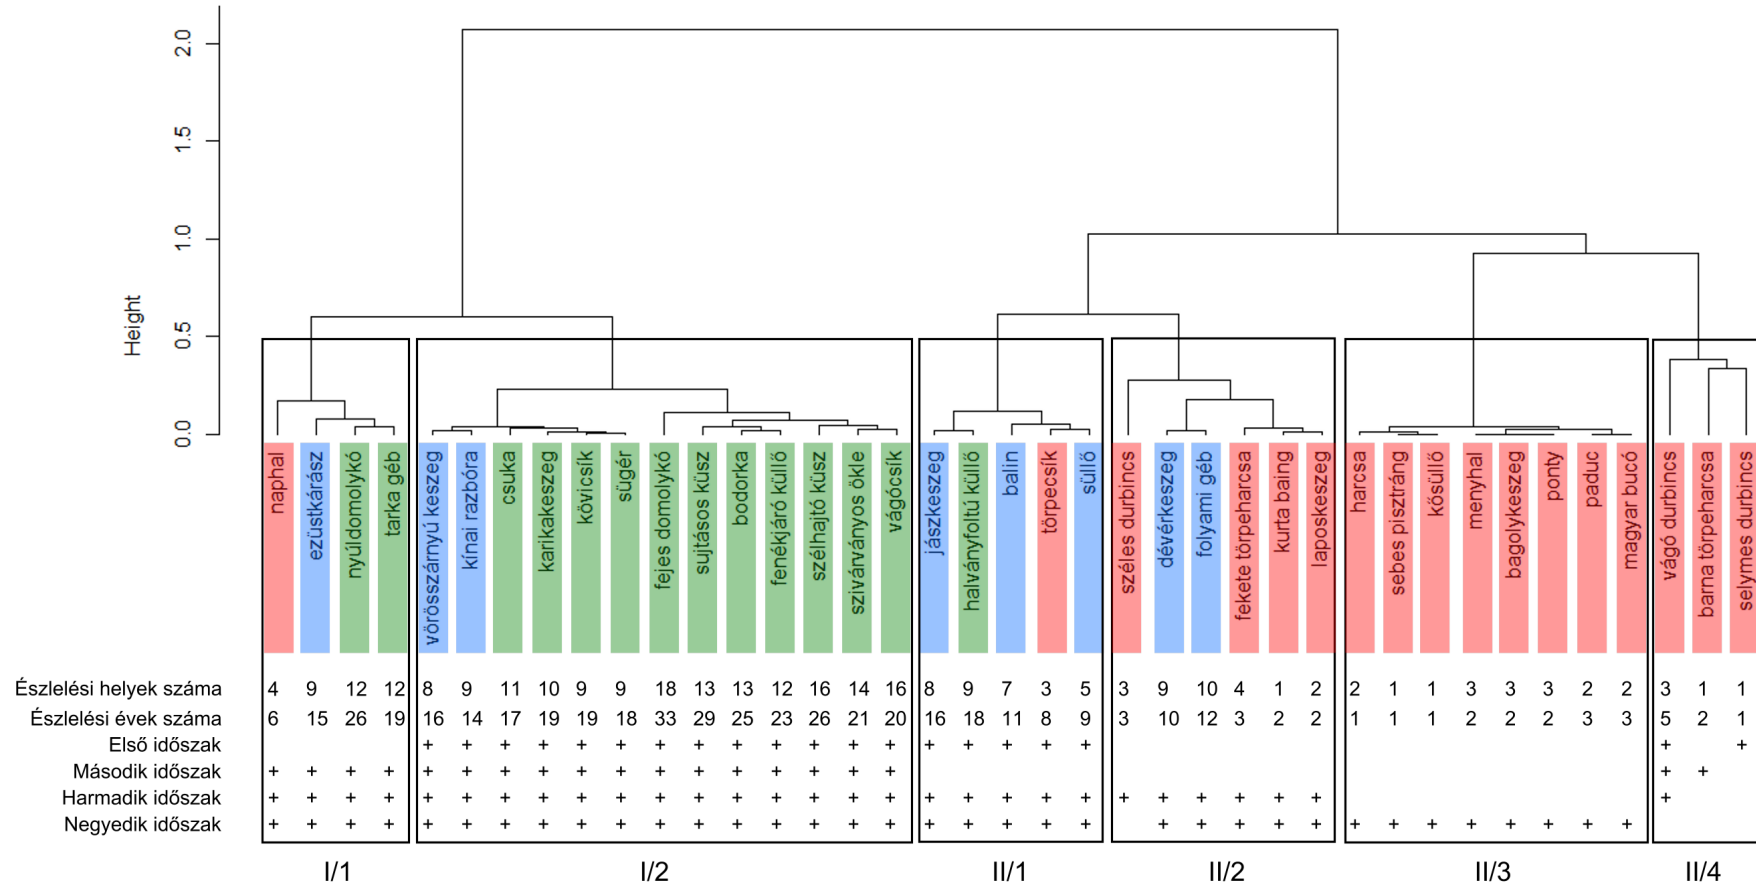 2.0
1.5
1.0
0.5
0.0
Height
naphal
ezüstkárász
nyúldomolykó
tarka géb
vörösszárnyú keszeg
kínai razbóra
csuka
karikakeszeg
kövicsík
sügér
fejes domolykó
sujtásos küsz
bodorka
fenékjáró küllő
szélhajtó küsz
szivárványos ökle
vágócsík
jászkeszeg
halványfoltú küllő
balin
törpecsík
süllő
széles durbincs
dévérkeszeg
folyami géb
fekete törpeharcsa
kurta baing
laposkeszeg
harcsa
sebes pisztráng
kősüllő
menyhal
bagolykeszeg
ponty
paduc
magyar bucó
vágó durbincs
barna törpeharcsa
selymes durbincs
Észlelési helyek száma 4 9 12 12 8 9 11 10 9 9 18 13 13 12 16 14 16 8 9 7 3 5 3 9 10 4 1 2 2 1 1 3 3 3 2 2 3 1 1
Észlelési évek száma 6 15 26 19 16 14 17 19 19 18 33 29 25 23 26 21 20 16 18 11 8 9 3 10 12 3 2 2 1 1 1 2 2 2 3 3 5 2 1
Első időszak + + + + + + + + + + + + + + + + + + + +
Második időszak + + + + + + + + + + + + + + + + + + +
Harmadik időszak + + + + + + + + + + + + + + + + + + + + + + + + + + + + +
Negyedik időszak + + + + + + + + + + + + + + + + + + + + + + + + + + + + + + + + + + +
I/1 I/2 II/1 II/2 II/3 II/4